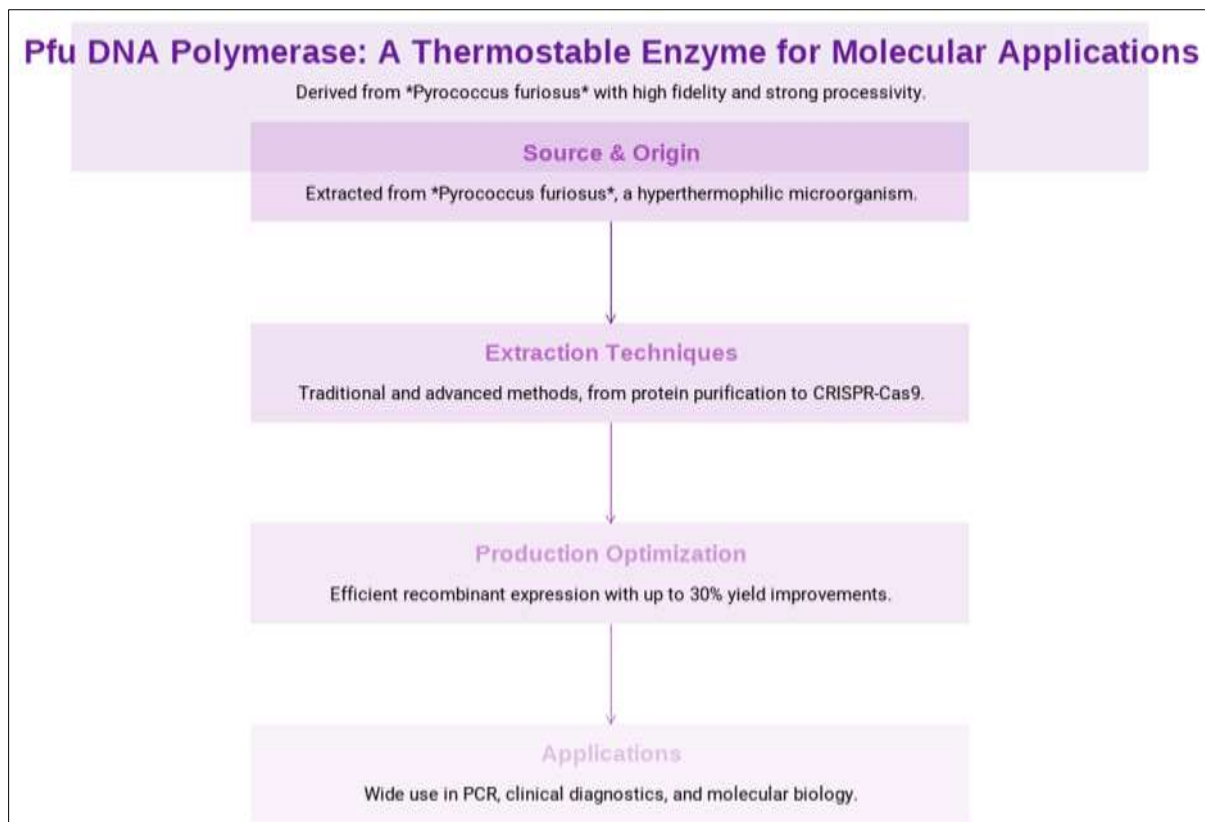 Pfu DNA Polymerase: A Thermostable Enzyme for Molecular Applications
Derived from *Pyrococcus furiosus* with high fidelity and strong processivity.
Source & Origin
Extracted from *Pyrococcus furiosus*, a hyperthermophilic microorganism.
Extraction Techniques
Traditional and advanced methods, from protein purification to CRISPR-Cas9.
Production Optimization
Efficient recombinant expression with up to 30% yield improvements.
Applications
Wide use in PCR, clinical diagnostics, and molecular biology.